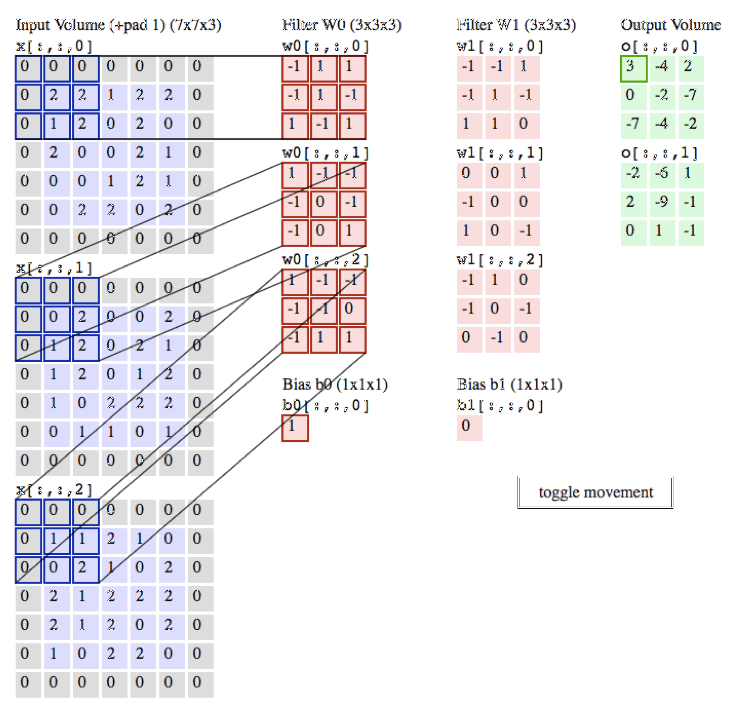 Input Volume (+pad 1) (7x7x3)
x[:,:,0]
0 0 0 0 0 0 0
0 2 2 1 2 2 0
0 1 2 0 2 0 0
0 2 0 0 2 1 0
0 0 0 1 2 1 0
0 0 2 2 0 2 0
0 0 0 0 0 0 0
x[:,:,1]
0 0 0 0 0 0 0
0 0 2 0 0 2 0
0 1 2 0 2 1 0
0 1 2 0 1 2 0
0 1 0 2 2 2 0
0 0 1 1 0 1 0
0 0 0 0 0 0 0
x[:,:,2]
0 0 0 0 0 0 0
0 1 1 2 1 0 0
0 0 2 1 0 2 0
0 2 1 2 2 2 0
0 2 1 2 0 2 0
0 1 0 2 2 0 0
0 0 0 0 0 0 0
Filter W0 (3x3x3)
w0[:,:,0]
-1 1 1
-1 1 -1
1 -1 1
w0[:,:,1]
1 -1 -1
-1 0 -1
-1 0 1
w0[:,:,2]
1 -1 -1
-1 -1 0
-1 1 1
Bias b0 (1x1x1)
b0[:,:,0]
1
Filter W1 (3x3x3)
w1[:,:,0]
-1 -1 1
-1 1 -1
1 1 0
w1[:,:,1]
0 0 1
-1 0 0
1 0 -1
w1[:,:,2]
-1 1 0
-1 0 -1
0 -1 0
Bias b1 (1x1x1)
b1[:,:,0]
0
Output Volume
o[:,:,0]
3 -4 2
0 -2 -7
-7 -4 -2
o[:,:,1]
-2 -6 1
2 -9 -1
0 1 -1
toggle movement